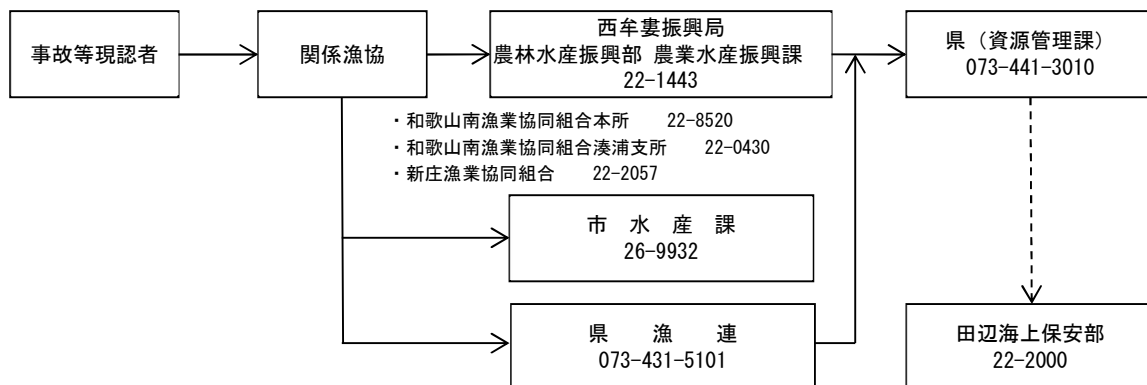 事故等現認者
関係漁協
西牟婁振興局
農林水産振興部 農業水産振興課
22-1443
県（資源管理課）
073-441-3010
・和歌山南漁業協同組合本所　　22-8520
・和歌山南漁業協同組合湊浦支所　　22-0430
・新庄漁業協同組合　　22-2057
市　水　産　課
26-9932
県　漁　連
073-431-5101
田辺海上保安部
22-2000